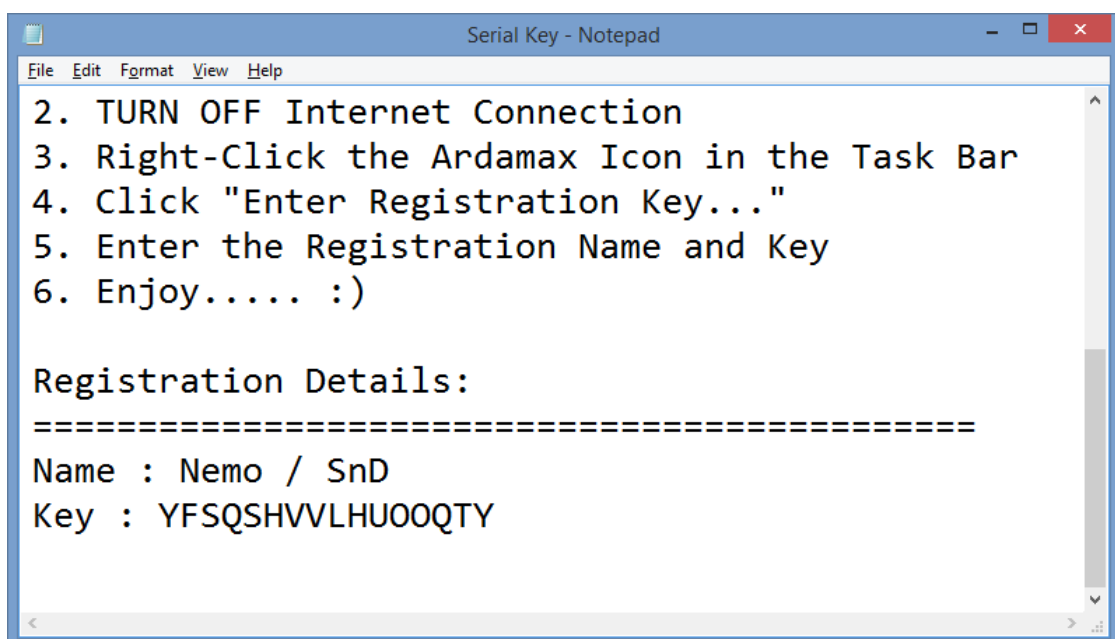 Serial Key - Notepad
File Edit Format View Help
2. TURN OFF Internet Connection
3. Right-Click the Ardamax Icon in the Task Bar
4. Click "Enter Registration Key..."
5. Enter the Registration Name and Key
6. Enjoy..... :)
Registration Details:
=============================================
Name : Nemo / SnD
Key : YFSQSHVVLHUOOQTY